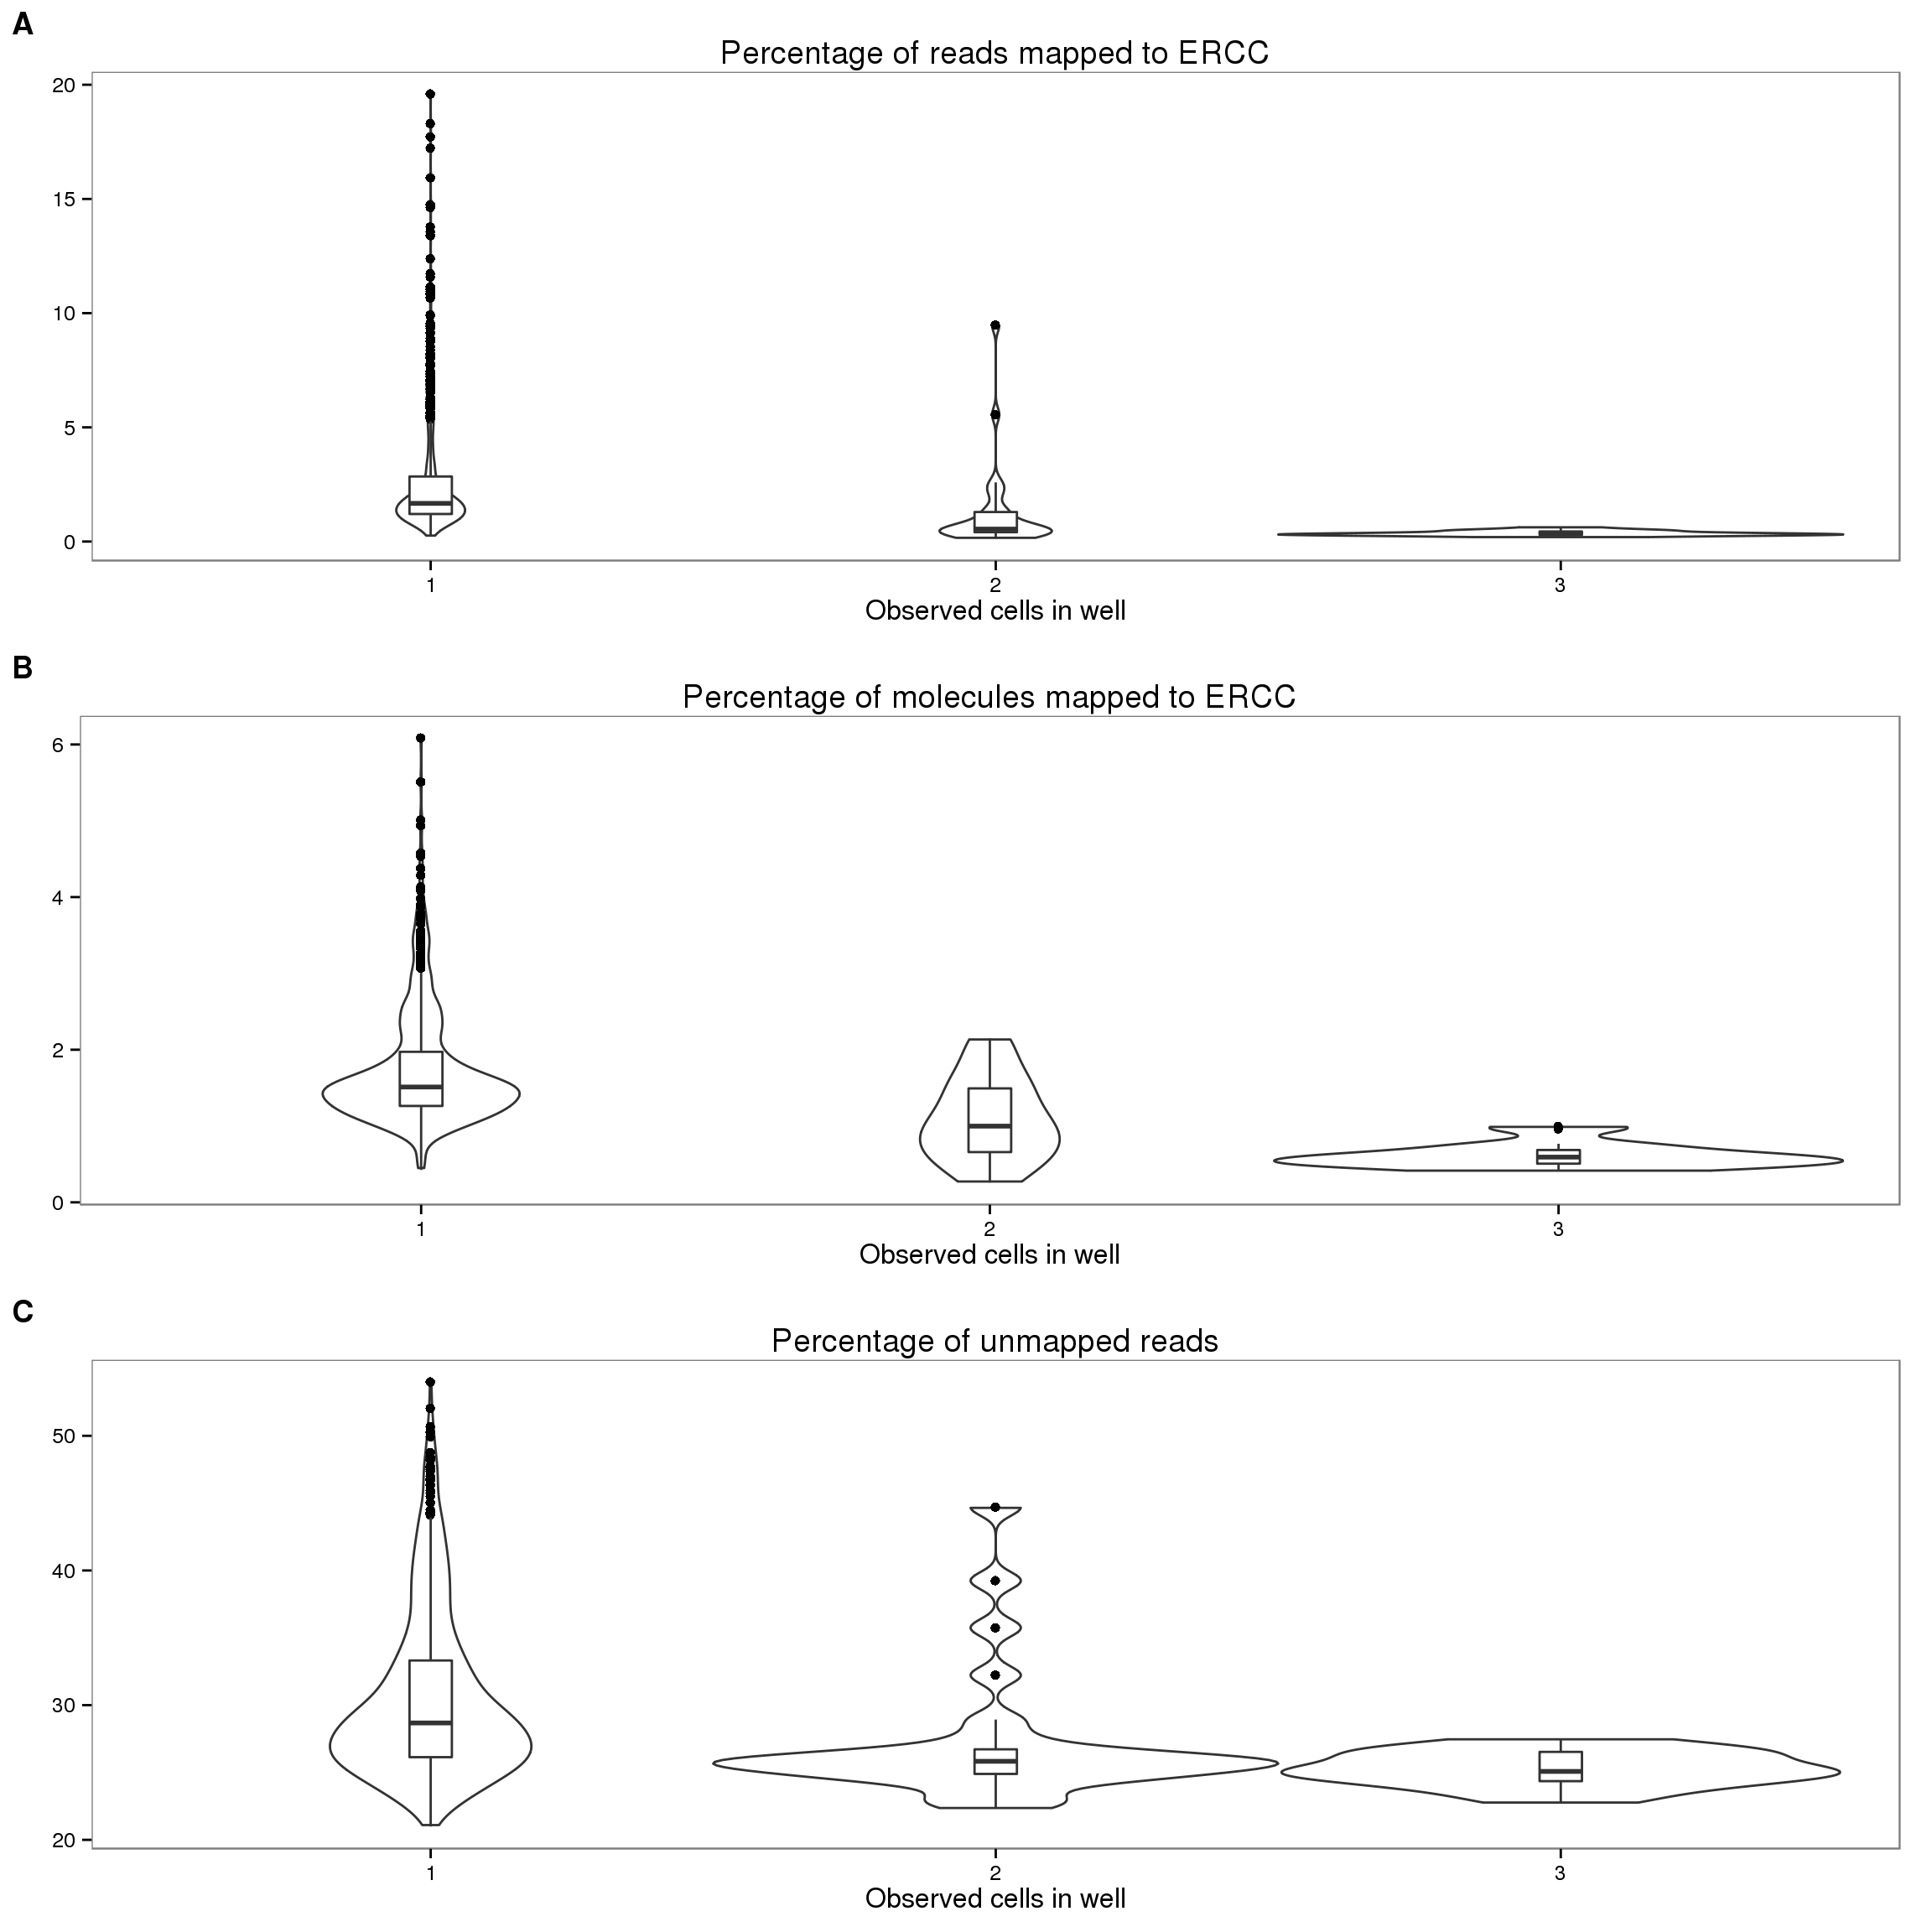 A
Percentage of reads mapped to ERCC
20
15
10
5
0
1 2 3
Observed cells in well
B
Percentage of molecules mapped to ERCC
6
4
2
0
1 2 3
Observed cells in well
C
Percentage of unmapped reads
50
40
30
20
1 2 3
Observed cells in well